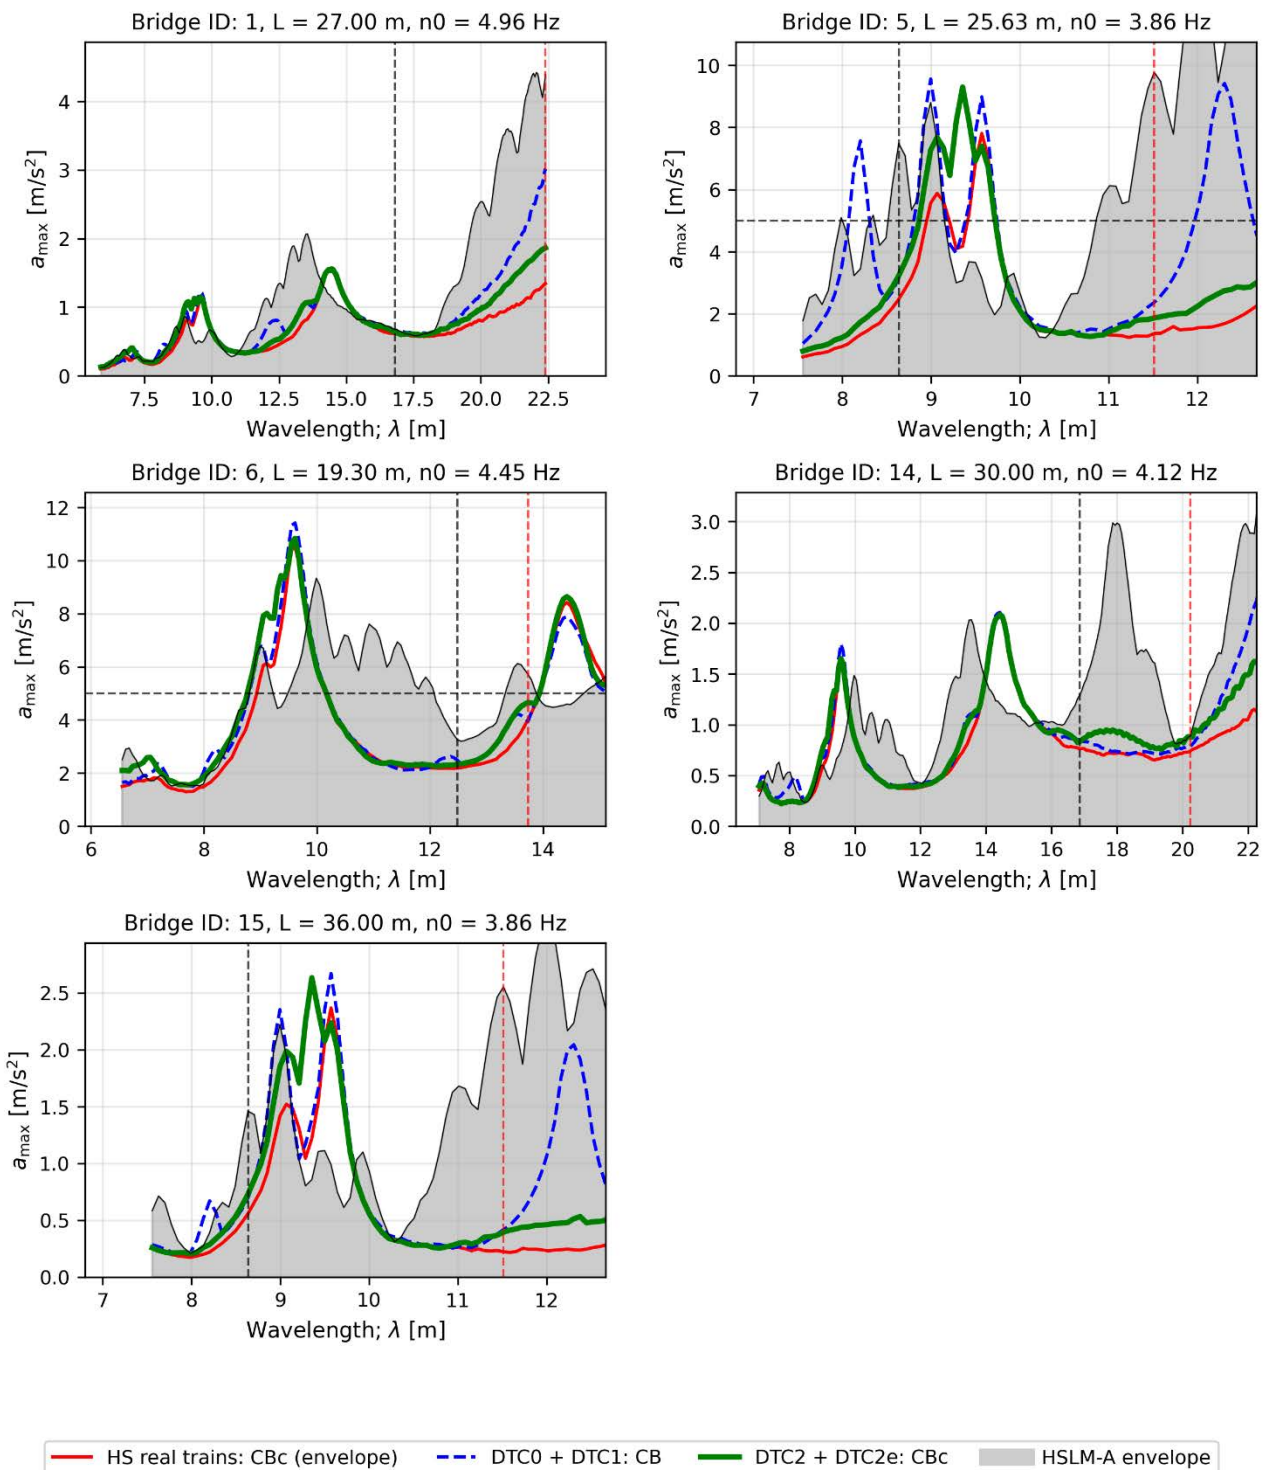 Bridge ID: 1, L = 27.00 m, n0 = 4.96 Hz
4
3
2
1
0
a_max [m/s²]
7.5 10.0 12.5 15.0 17.5 20.0 22.5
Wavelength; λ [m]
Bridge ID: 5, L = 25.63 m, n0 = 3.86 Hz
10
8
6
4
2
0
a_max [m/s²]
7 8 9 10 11 12
Wavelength; λ [m]
Bridge ID: 6, L = 19.30 m, n0 = 4.45 Hz
12
10
8
6
4
2
0
a_max [m/s²]
6 8 10 12 14
Wavelength; λ [m]
Bridge ID: 14, L = 30.00 m, n0 = 4.12 Hz
3.0
2.5
2.0
1.5
1.0
0.5
0.0
a_max [m/s²]
8 10 12 14 16 18 20 22
Wavelength; λ [m]
Bridge ID: 15, L = 36.00 m, n0 = 3.86 Hz
2.5
2.0
1.5
1.0
0.5
0.0
a_max [m/s²]
7 8 9 10 11 12
Wavelength; λ [m]
HS real trains: CBc (envelope) DTC0 + DTC1: CB DTC2 + DTC2e: CBc HSLM-A envelope